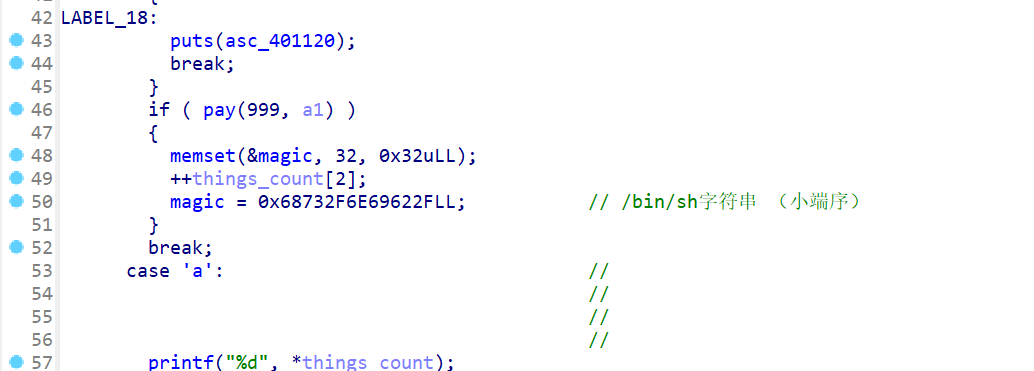 42 LABEL_18:
43 puts(asc_401120);
44 break;
45 }
46 if ( pay(999, a1) )
47 {
48 memset(&magic, 32, 0x32uLL);
49 ++things_count[2];
50 magic = 0x68732F6E69622FLL; // /bin/sh字符串 （小端序）
51 }
52 break;
53 case 'a': //
54 //
55 //
56 //
57 printf("%d", *things_count);